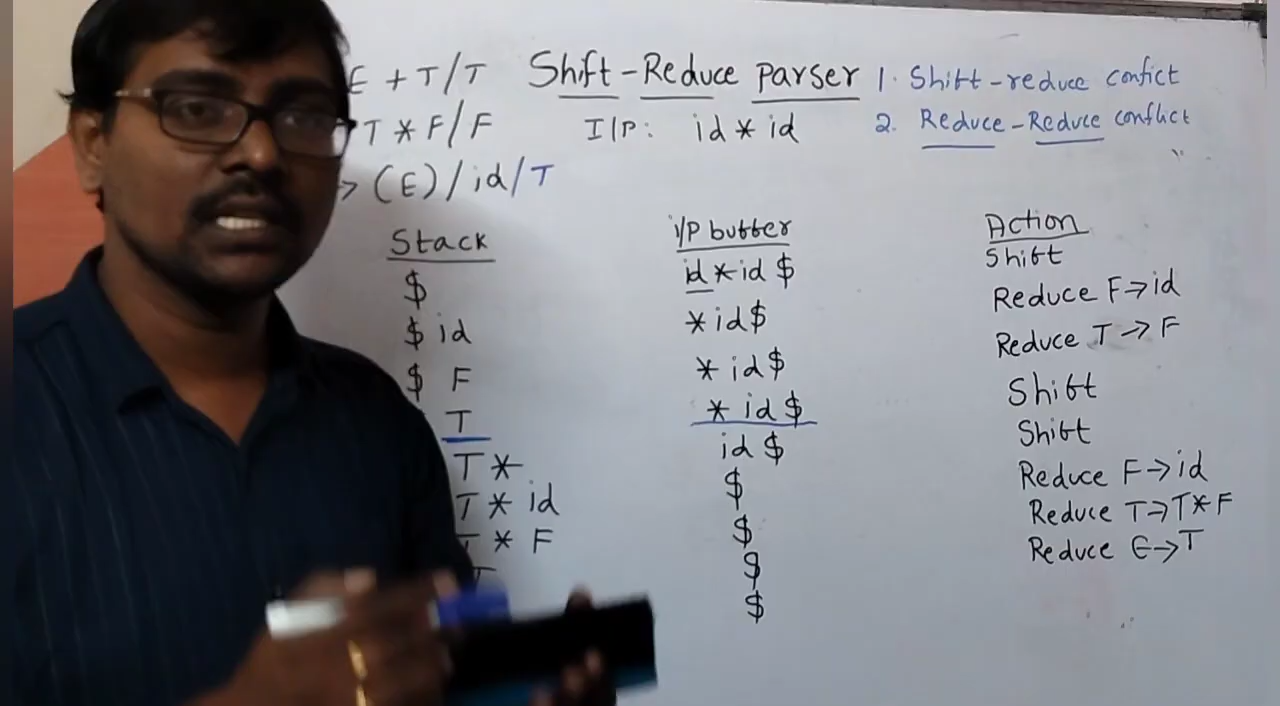 E + T/T Shift-Reduce parser 1. Shift-reduce confict
T * F/F I/P: id * id 2. Reduce-Reduce conflict
> (E)/id/T
Stack i/P buffer Action
$ id * id $ Shift
$ id * id $ Reduce F→id
$ F * id $ Reduce T→F
T * id $ Shift
T * id $ Shift
T * id $ Reduce F→id
T * F $ Reduce T→T*F
T $ Reduce E→T
$